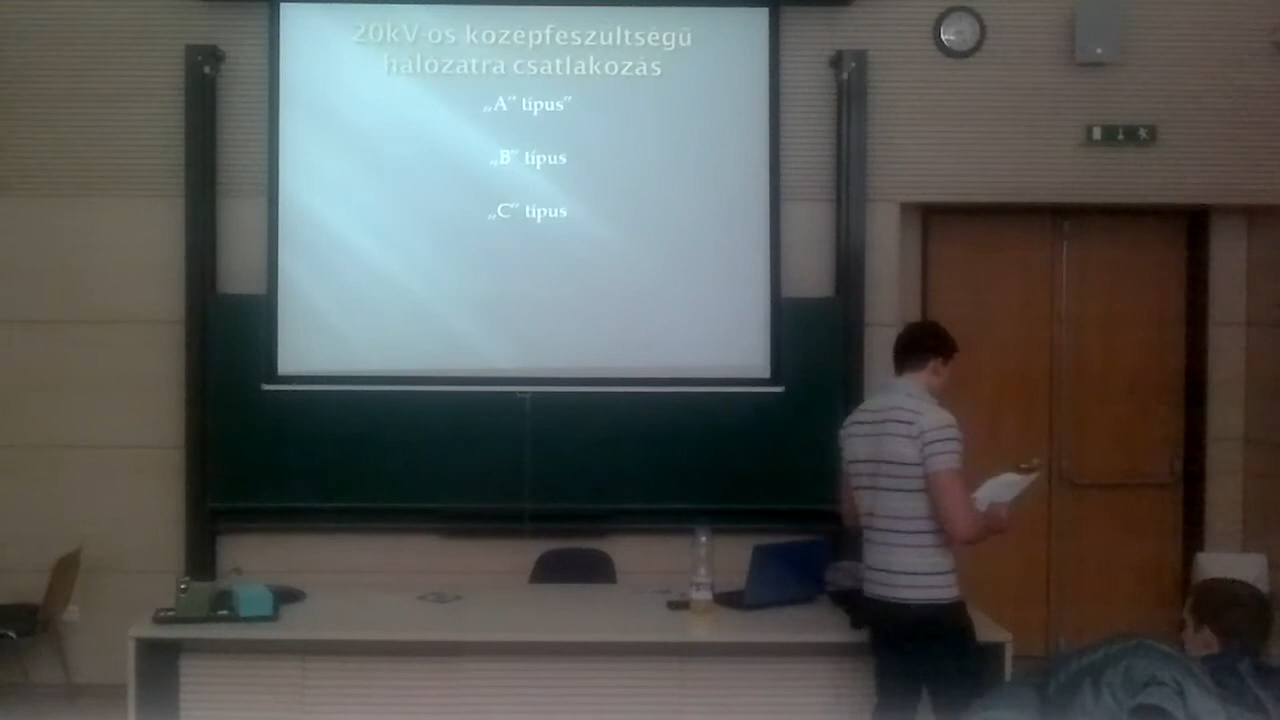 20kV-os középfeszültségű
hálózatra csatlakozás
„A” típus”
„B” típus
„C” típus